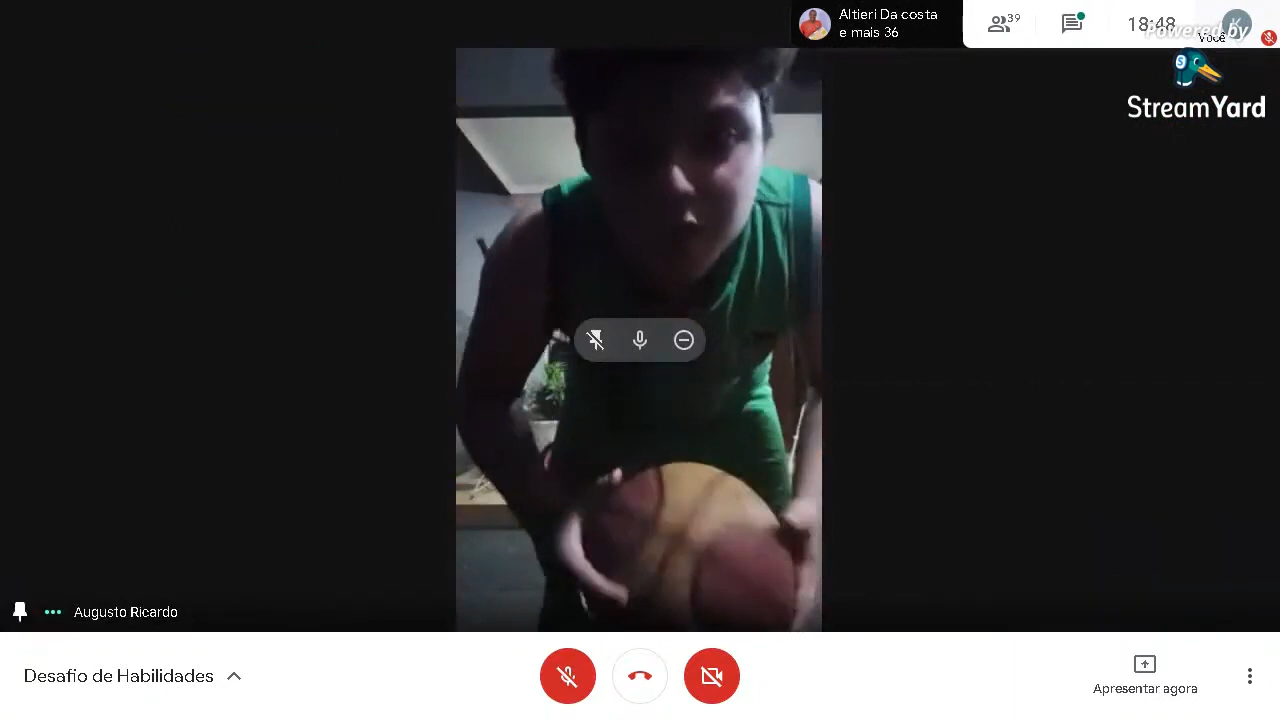 Altieri Da costa
e mais 36
39
18:48
Powered by
Você
StreamYard
Augusto Ricardo
Desafio de Habilidades
Apresentar agora